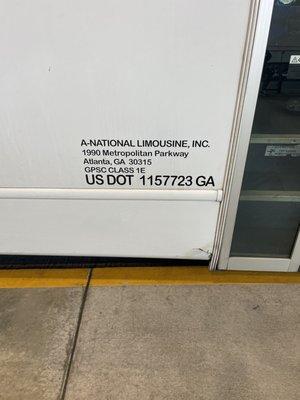 A-NATIONAL LIMOUSINE, INC.
1990 Metropolitan Parkway
Atlanta, GA 30315
GPSC CLASS 1E
US DOT 1157723 GA